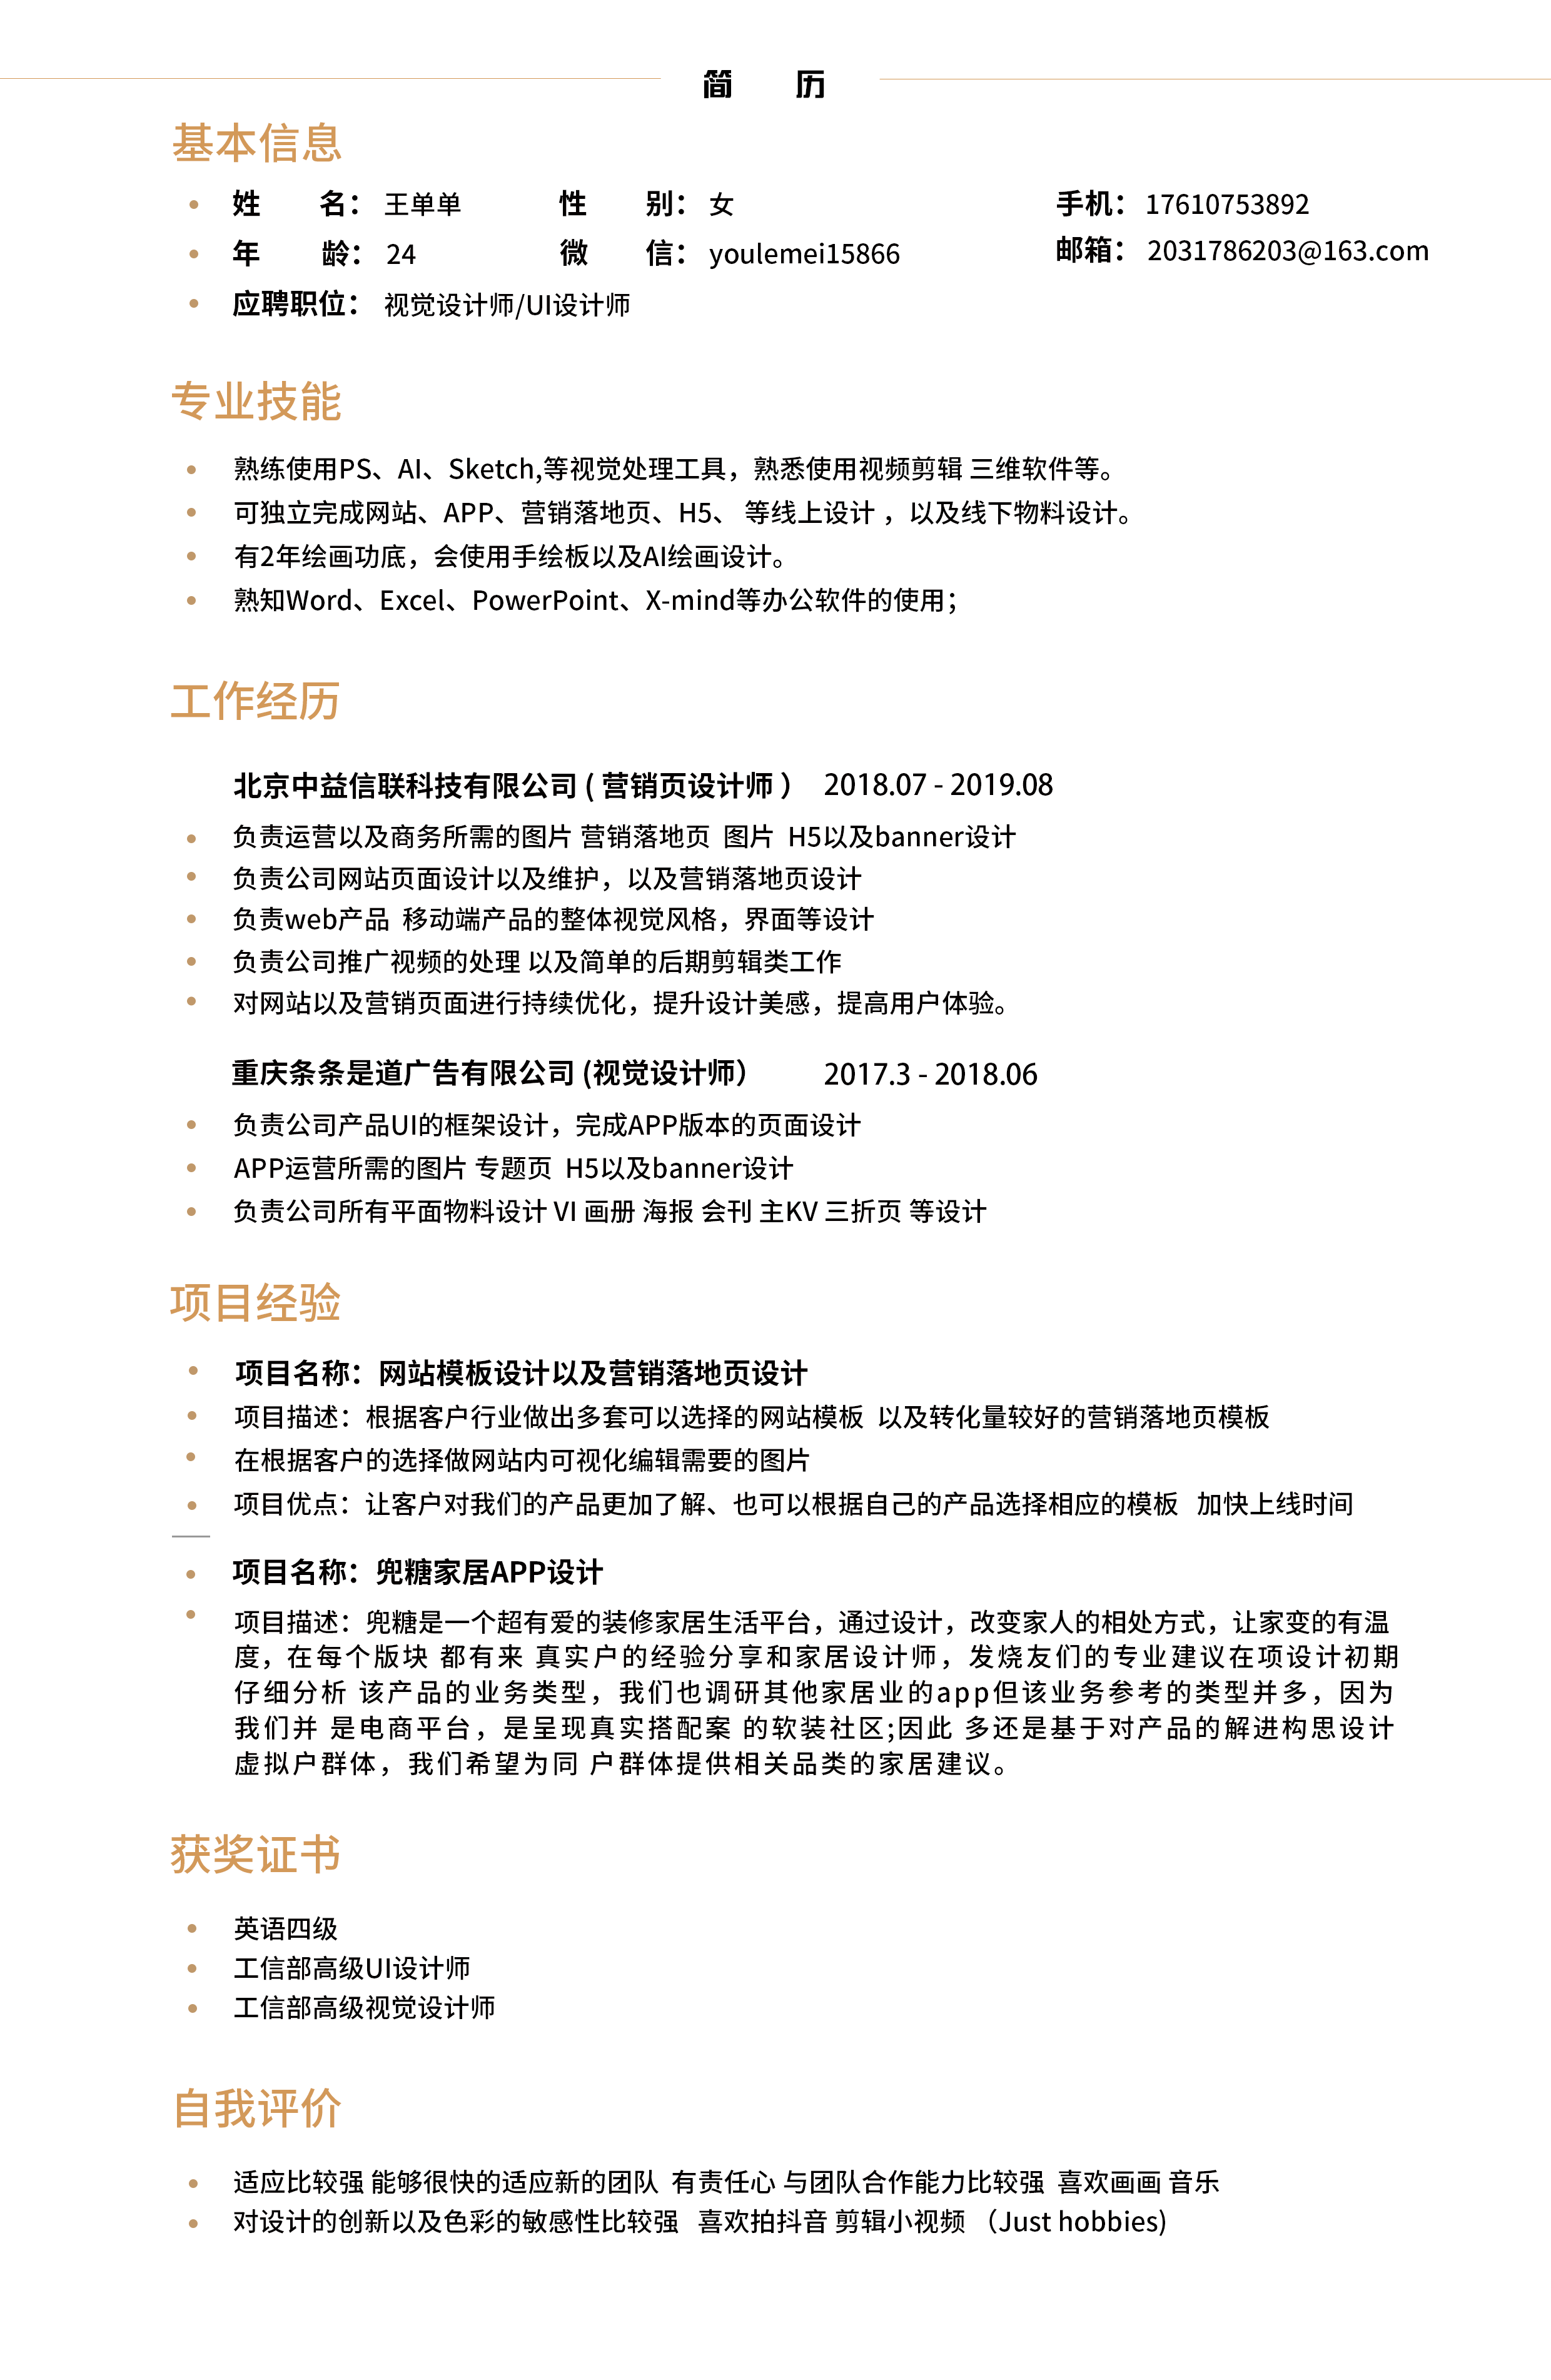 简 历
基本信息
姓 名： 王单单 性 别： 女 手机： 17610753892
年 龄： 24 微 信： youlemei15866 邮箱： 2031786203@163.com
应聘职位： 视觉设计师/UI设计师
专业技能
熟练使用PS、AI、Sketch,等视觉处理工具，熟悉使用视频剪辑 三维软件等。
可独立完成网站、APP、营销落地页、H5、 等线上设计 ，以及线下物料设计。
有2年绘画功底，会使用手绘板以及AI绘画设计。
熟知Word、Excel、PowerPoint、X-mind等办公软件的使用；
工作经历
北京中益信联科技有限公司 ( 营销页设计师 ） 2018.07 - 2019.08
负责运营以及商务所需的图片 营销落地页 图片 H5以及banner设计
负责公司网站页面设计以及维护，以及营销落地页设计
负责web产品 移动端产品的整体视觉风格，界面等设计
负责公司推广视频的处理 以及简单的后期剪辑类工作
对网站以及营销页面进行持续优化，提升设计美感，提高用户体验。
重庆条条是道广告有限公司 (视觉设计师） 2017.3 - 2018.06
负责公司产品UI的框架设计，完成APP版本的页面设计
APP运营所需的图片 专题页 H5以及banner设计
负责公司所有平面物料设计 VI 画册 海报 会刊 主KV 三折页 等设计
项目经验
项目名称：网站模板设计以及营销落地页设计
项目描述：根据客户行业做出多套可以选择的网站模板 以及转化量较好的营销落地页模板
在根据客户的选择做网站内可视化编辑需要的图片
项目优点：让客户对我们的产品更加了解、也可以根据自己的产品选择相应的模板 加快上线时间
项目名称：兜糖家居APP设计
项目描述：兜糖是一个超有爱的装修家居生活平台，通过设计，改变家人的相处方式，让家变的有温
度，在每个版块 都有来 真实户的经验分享和家居设计师，发烧友们的专业建议在项设计初期
仔细分析 该产品的业务类型，我们也调研其他家居业的app但该业务参考的类型并多，因为
我们并 是电商平台，是呈现真实搭配案 的软装社区;因此 多还是基于对产品的解进构思设计
虚拟户群体，我们希望为同 户群体提供相关品类的家居建议。
获奖证书
英语四级
工信部高级UI设计师
工信部高级视觉设计师
自我评价
适应比较强 能够很快的适应新的团队 有责任心 与团队合作能力比较强 喜欢画画 音乐
对设计的创新以及色彩的敏感性比较强 喜欢拍抖音 剪辑小视频 （Just hobbies)